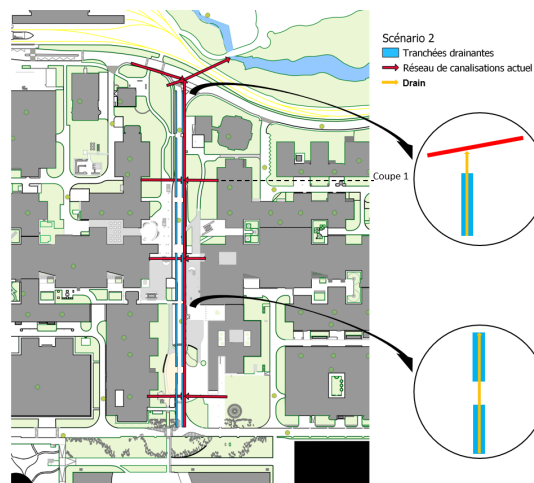 Scénario 2
Tranchées drainantes
Réseau de canalisations actuel
Drain
Coupe 1